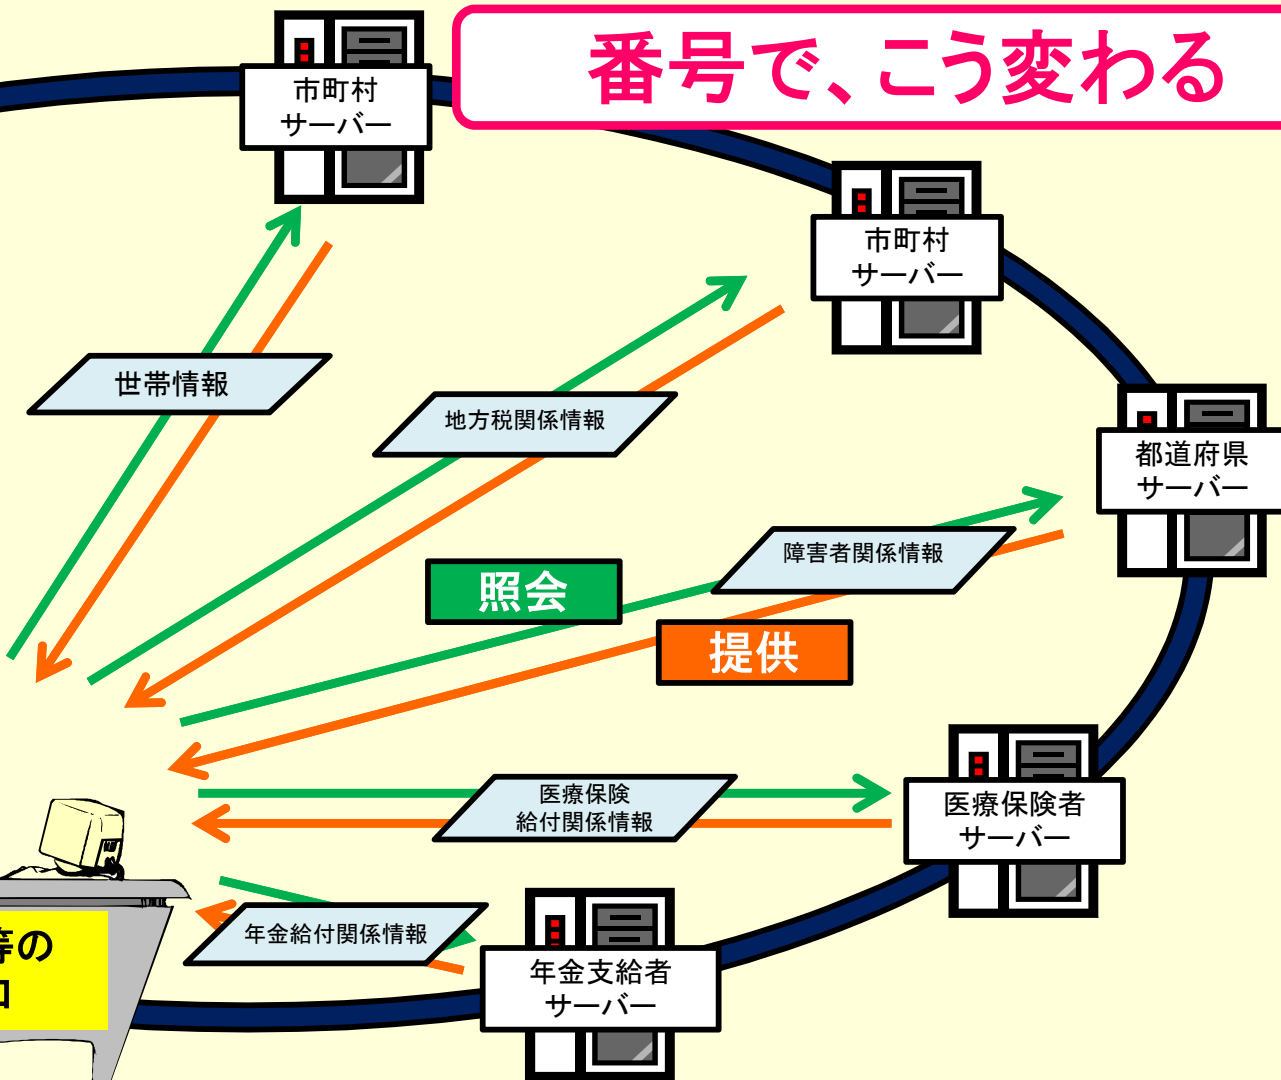 番号で、こう変わる
市町村
サーバー
市町村
サーバー
世帯情報
地方税関係情報
都道府県
サーバー
障害者関係情報
照会
提供
医療保険
給付関係情報
医療保険者
サーバー
年金給付関係情報
等の
年金支給者
サーバー